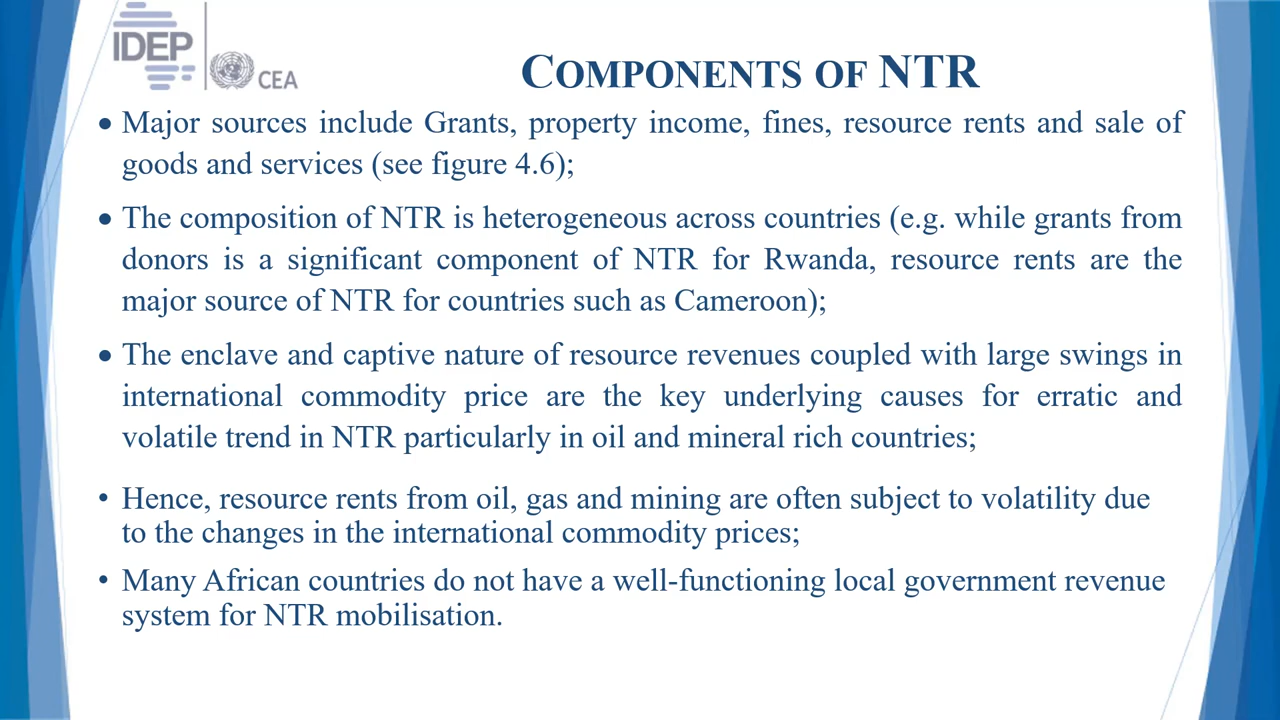 IDEP
CEA
COMPONENTS OF NTR
• Major sources include Grants, property income, fines, resource rents and sale of
goods and services (see figure 4.6);
• The composition of NTR is heterogeneous across countries (e.g. while grants from
donors is a significant component of NTR for Rwanda, resource rents are the
major source of NTR for countries such as Cameroon);
• The enclave and captive nature of resource revenues coupled with large swings in
international commodity price are the key underlying causes for erratic and
volatile trend in NTR particularly in oil and mineral rich countries;
• Hence, resource rents from oil, gas and mining are often subject to volatility due
to the changes in the international commodity prices;
• Many African countries do not have a well-functioning local government revenue
system for NTR mobilisation.